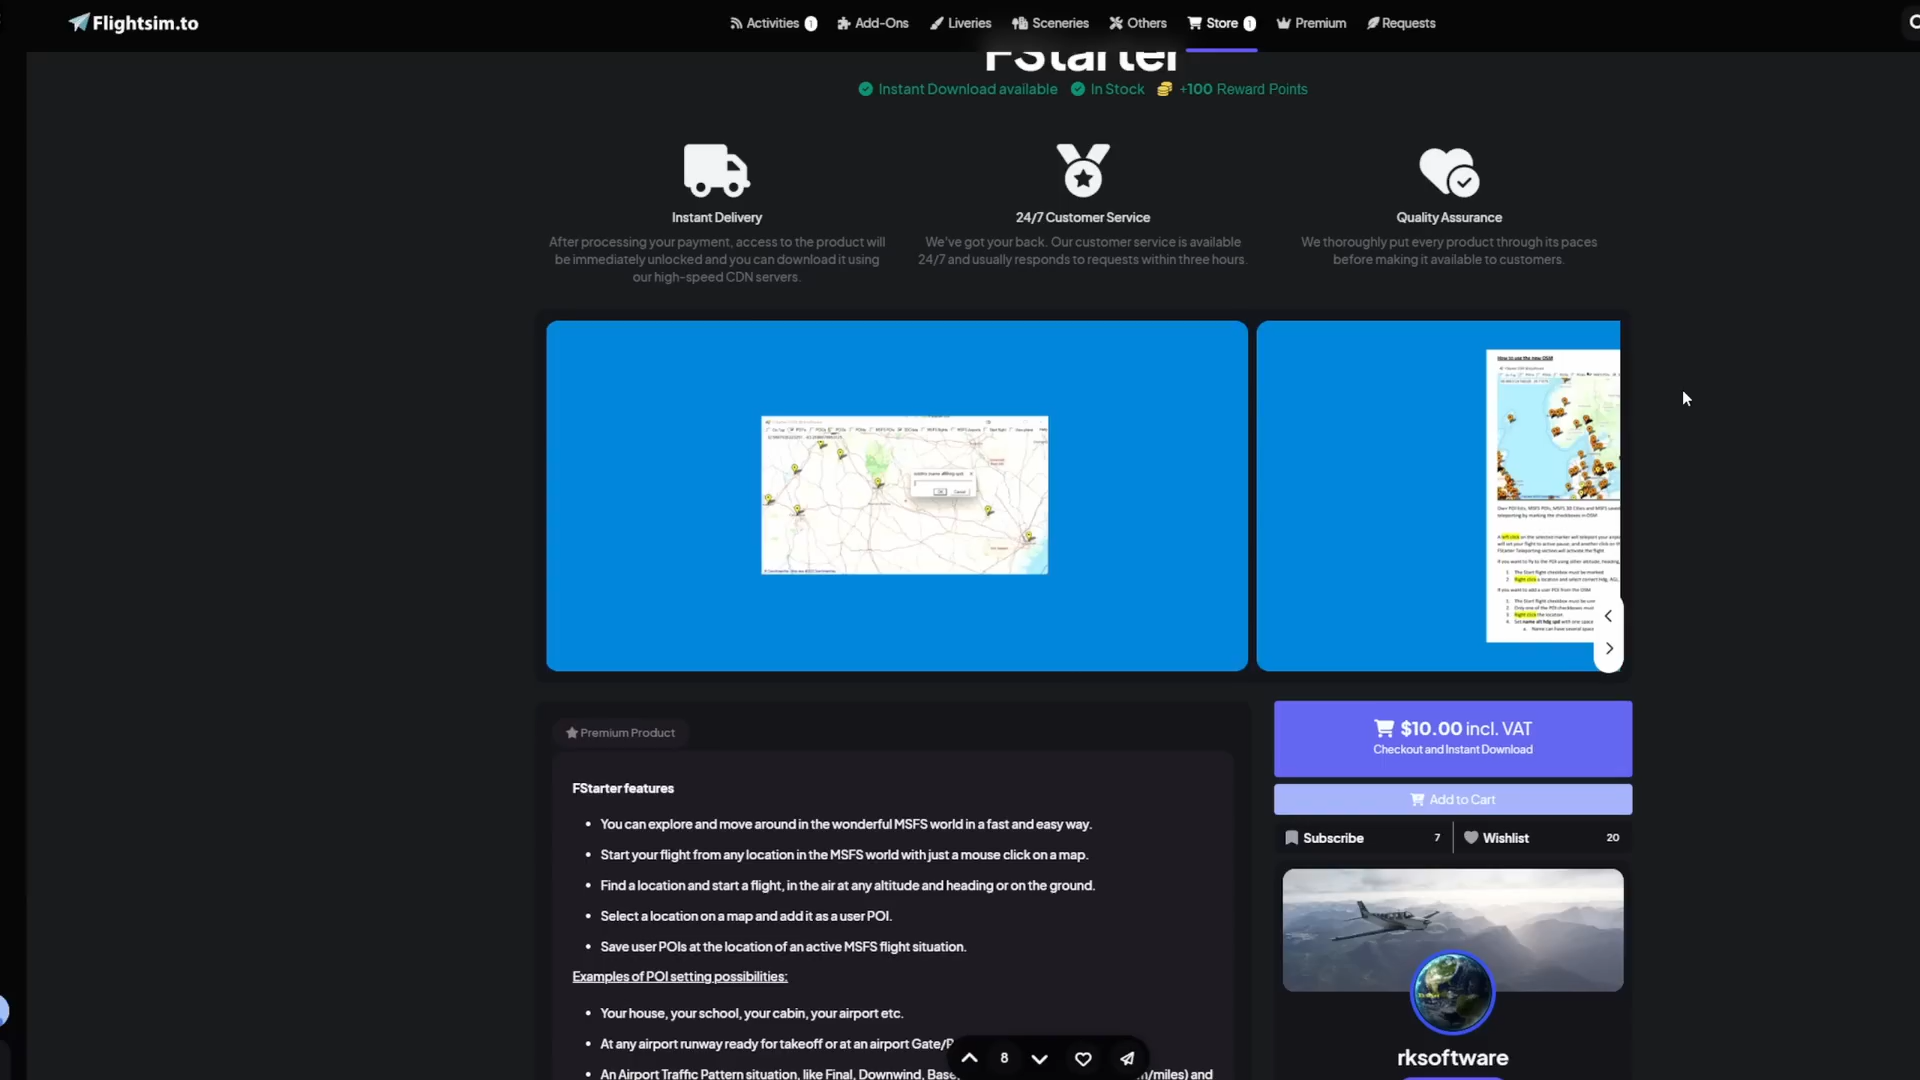 Flightsim.to
Activities 1 Add-Ons Liveries Sceneries Others Store 1 Premium Requests
FStarter
Instant Download available In Stock +100 Reward Points
Instant Delivery
After processing your payment, access to the product will
be immediately unlocked and you can download it using
our high-speed CDN servers.
24/7 Customer Service
We've got your back. Our customer service is available
24/7 and usually responds to requests within three hours.
Quality Assurance
We thoroughly put every product through its paces
before making it available to customers.
How to use the new OSM
Premium Product
FStarter features
• You can explore and move around in the wonderful MSFS world in a fast and easy way.
• Start your flight from any location in the MSFS world with just a mouse click on a map.
• Find a location and start a flight, in the air at any altitude and heading or on the ground.
• Select a location on a map and add it as a user POI.
• Save user POIs at the location of an active MSFS flight situation.
Examples of POI setting possibilities:
• Your house, your school, your cabin, your airport etc.
• At any airport runway ready for takeoff or at an airport Gate/
• An Airport Traffic Pattern situation, like Final, Downwind, Base, /miles) and
8
$10.00 incl. VAT
Checkout and Instant Download
Add to Cart
Subscribe 7 Wishlist 20
rksoftware